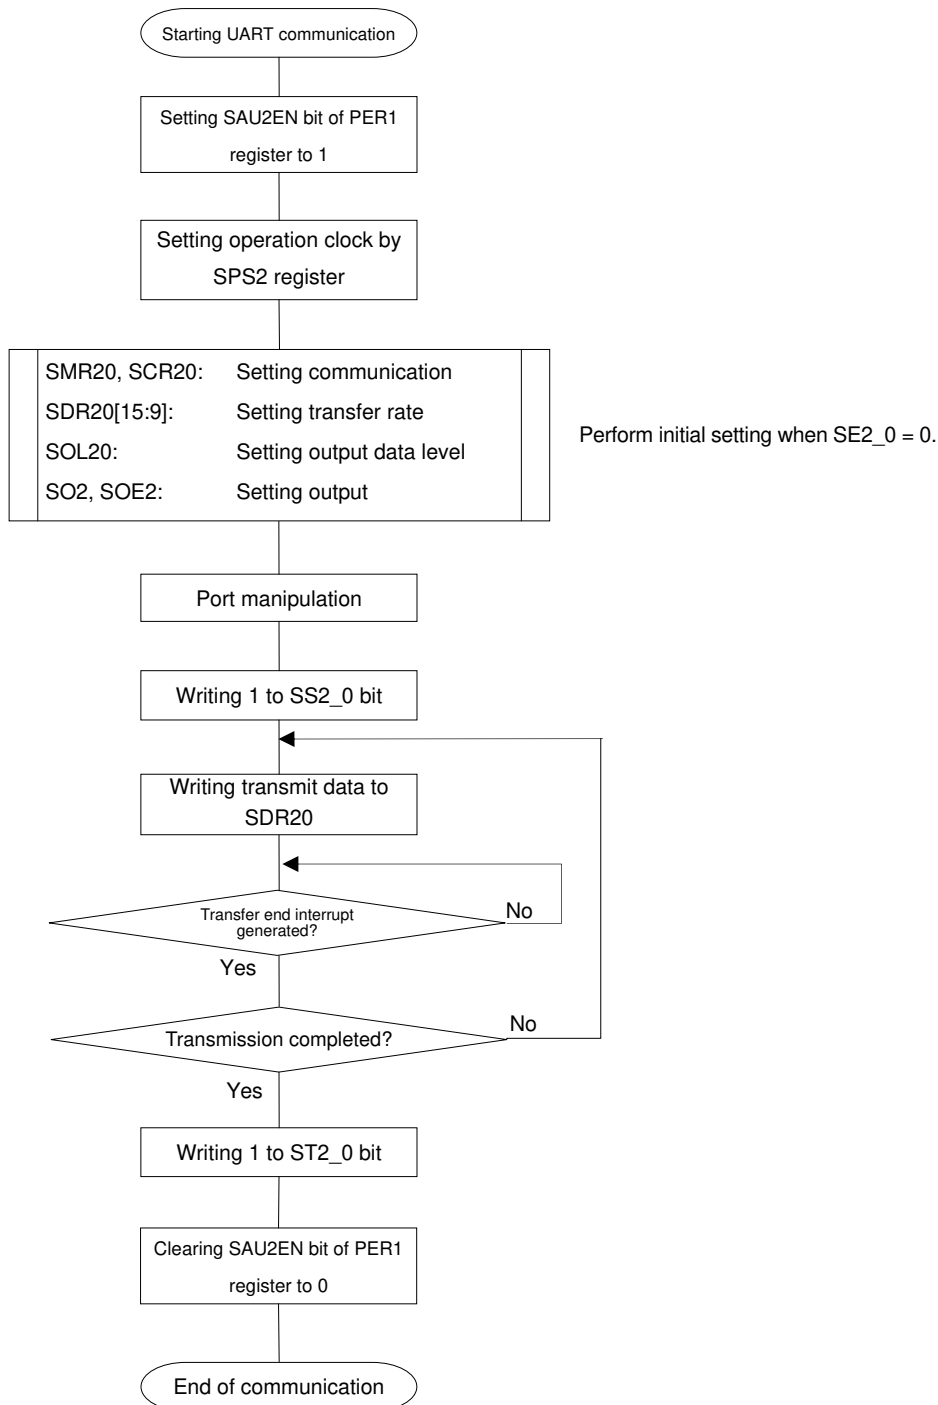 Starting UART communication
Setting SAU2EN bit of PER1
register to 1
Setting operation clock by
SPS2 register
SMR20, SCR20: Setting communication
SDR20[15:9]: Setting transfer rate
SOL20: Setting output data level
SO2, SOE2: Setting output
Perform initial setting when SE2_0 = 0.
Port manipulation
Writing 1 to SS2_0 bit
Writing transmit data to
SDR20
Transfer end interrupt
generated?
No
Yes
Transmission completed?
No
Yes
Writing 1 to ST2_0 bit
Clearing SAU2EN bit of PER1
register to 0
End of communication